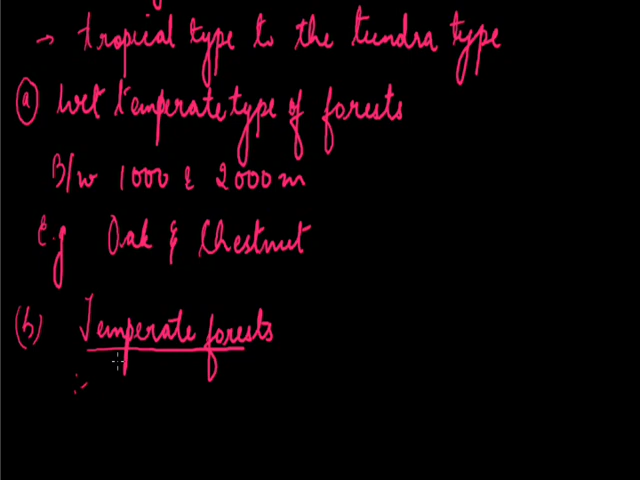 → tropical type to the tundra type
(a) Wet temperate type of forests
B/w 1000 & 2000m
E.g Oak & Chestnut
(b) Temperate forests
:-